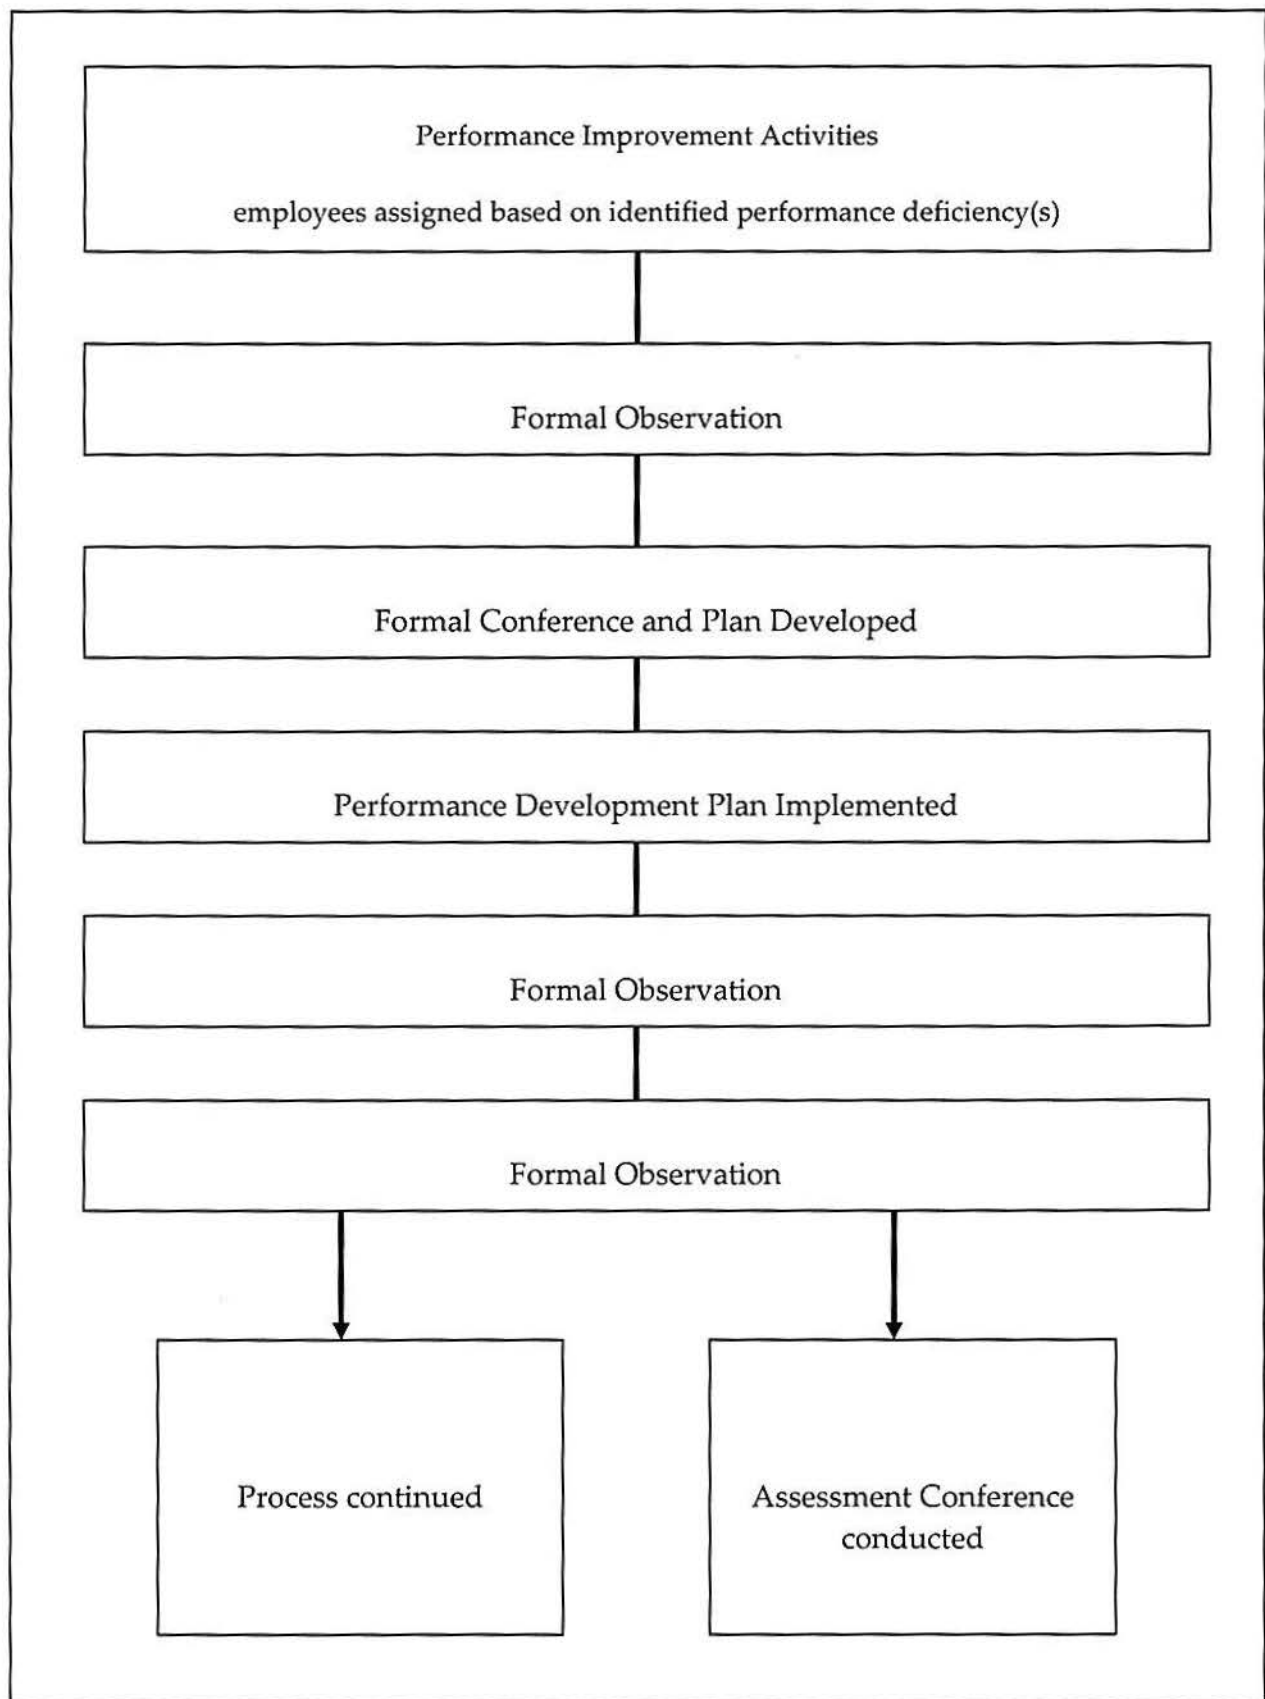 Performance Improvement Activities
employees assigned based on identified performance deficiency(s)
Formal Observation
Formal Conference and Plan Developed
Performance Development Plan Implemented
Formal Observation
Formal Observation
Process continued
Assessment Conference
conducted